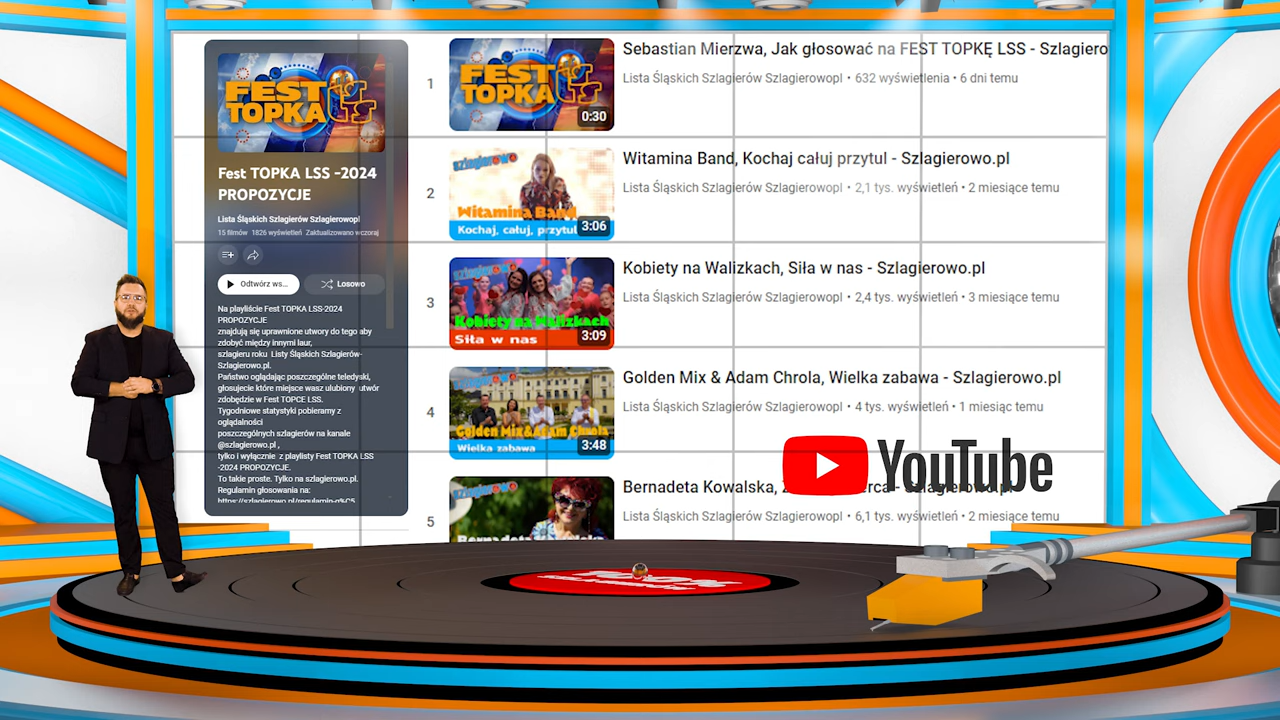 FEST
TOPKA
LSS
Fest TOPKA LSS -2024
PROPOZYCJE
Lista Śląskich Szlagierów Szlagierowopl
15 filmów 1826 wyświetleń Zaktualizowano wczoraj
Odtwórz ws...
Losowo
Na playliście Fest TOPKA LSS-2024
PROPOZYCJE
znajdują się uprawnione utwory do tego aby
zdobyć między innymi laur,
szlagieru roku Listy Śląskich Szlagierów-
Szlagierowo.pl.
Państwo oglądając poszczególne teledyski,
głosujecie które miejsce wasz ulubiony utwór
zdobędzie w Fest TOPCE LSS.
Tygodniowe statystyki pobieramy z
oglądalności
poszczególnych szlagierów na kanale
@szlagierowo.pl ,
tylko i wyłącznie z playlisty Fest TOPKA LSS
-2024 PROPOZYCJE.
To takie proste. Tylko na szlagierowo.pl.
Regulamin głosowania na:
https://szlagierowo.pl/regulamin-g%C5
1
FEST
TOPKA
LSS
0:30
Sebastian Mierzwa, Jak głosować na FEST TOPKĘ LSS - Szlagiero
Lista Śląskich Szlagierów Szlagierowopl • 632 wyświetlenia • 6 dni temu
2
szlagierowo
Witamina Band
Kochaj, całuj, przytul
3:06
Witamina Band, Kochaj całuj przytul - Szlagierowo.pl
Lista Śląskich Szlagierów Szlagierowopl • 2,1 tys. wyświetleń • 2 miesiące temu
3
szlagierowo
Kobiety na Walizkach
Siła w nas
3:09
Kobiety na Walizkach, Siła w nas - Szlagierowo.pl
Lista Śląskich Szlagierów Szlagierowopl • 2,4 tys. wyświetleń • 3 miesiące temu
4
szlagierowo
Golden Mix & Adam Chrola
Wielka zabawa
3:48
Golden Mix & Adam Chrola, Wielka zabawa - Szlagierowo.pl
Lista Śląskich Szlagierów Szlagierowopl • 4 tys. wyświetleń • 1 miesiąc temu
YouTube
5
szlagierowo
Bernadeta Kowalska, - Szlagierowo.pl
Lista Śląskich Szlagierów Szlagierowopl • 6,1 tys. wyświetleń • 2 miesiące temu
100%